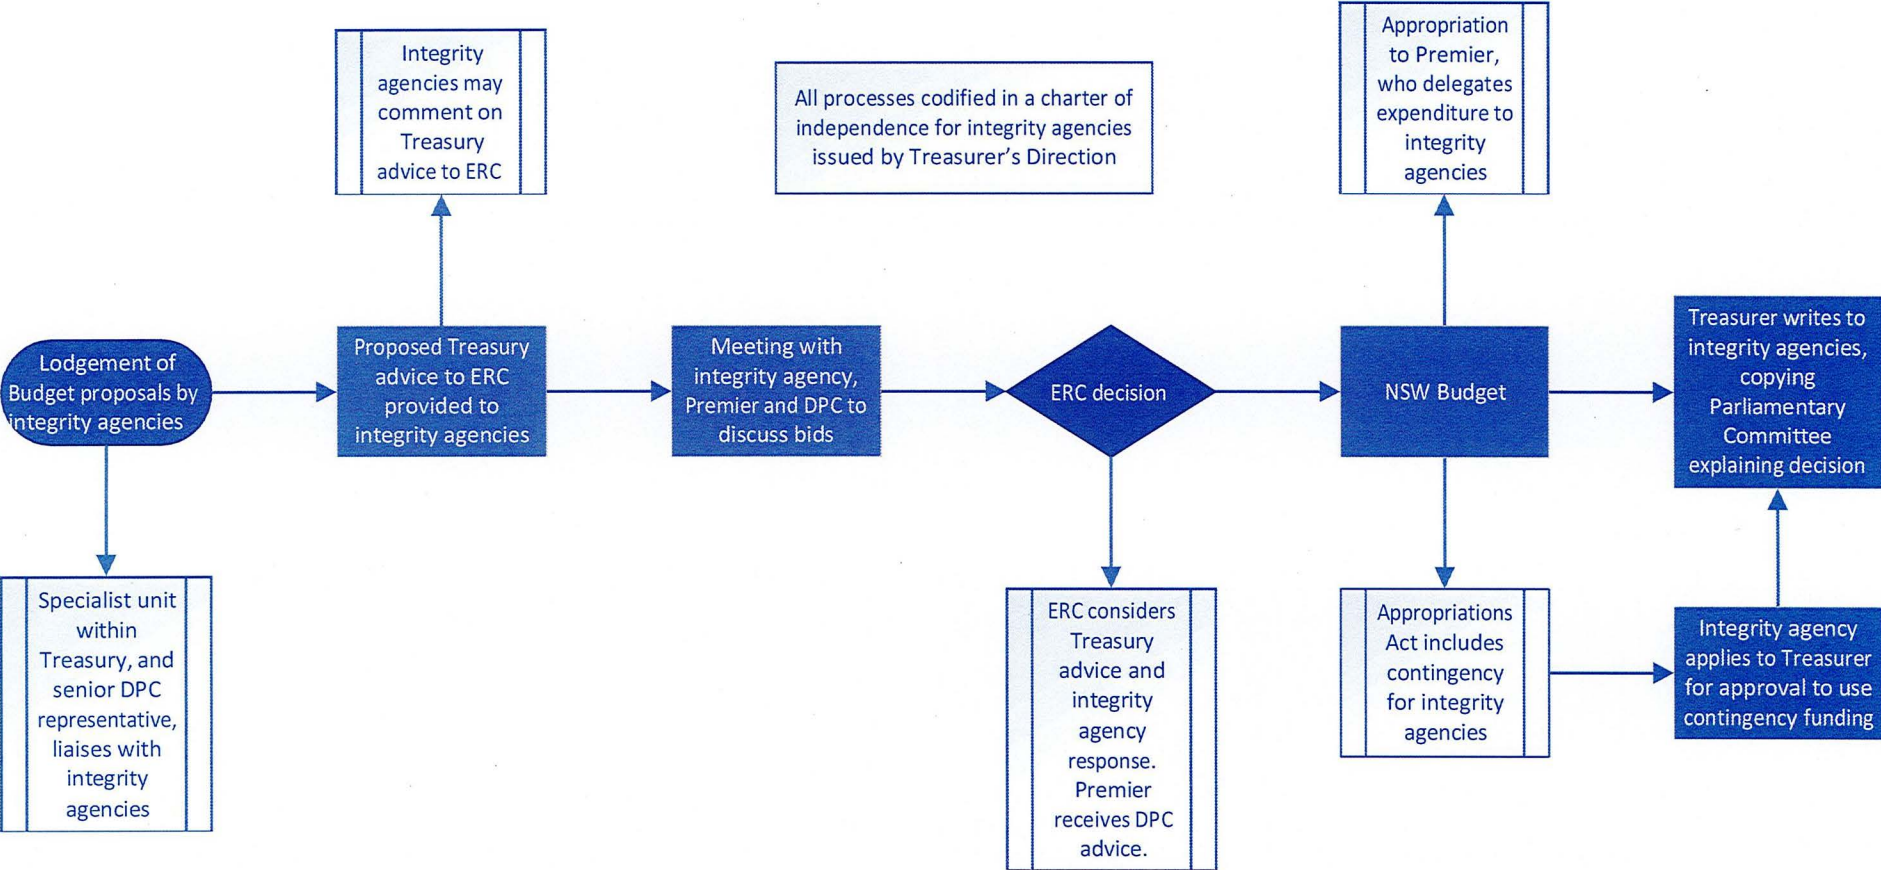 Integrity
agencies may
comment on
Treasury
advice to ERC
All processes codified in a charter of
independence for integrity agencies
issued by Treasurer’s Direction
Appropriation
to Premier,
who delegates
expenditure to
integrity
agencies
Lodgement of
Budget proposals by
integrity agencies
Proposed Treasury
advice to ERC
provided to
integrity agencies
Meeting with
integrity agency,
Premier and DPC to
discuss bids
ERC decision
NSW Budget
Treasurer writes to
integrity agencies,
copying
Parliamentary
Committee
explaining decision
Specialist unit
within
Treasury, and
senior DPC
representative,
liaises with
integrity
agencies
ERC considers
Treasury
advice and
integrity
agency
response.
Premier
receives DPC
advice.
Appropriations
Act includes
contingency
for integrity
agencies
Integrity agency
applies to Treasurer
for approval to use
contingency funding